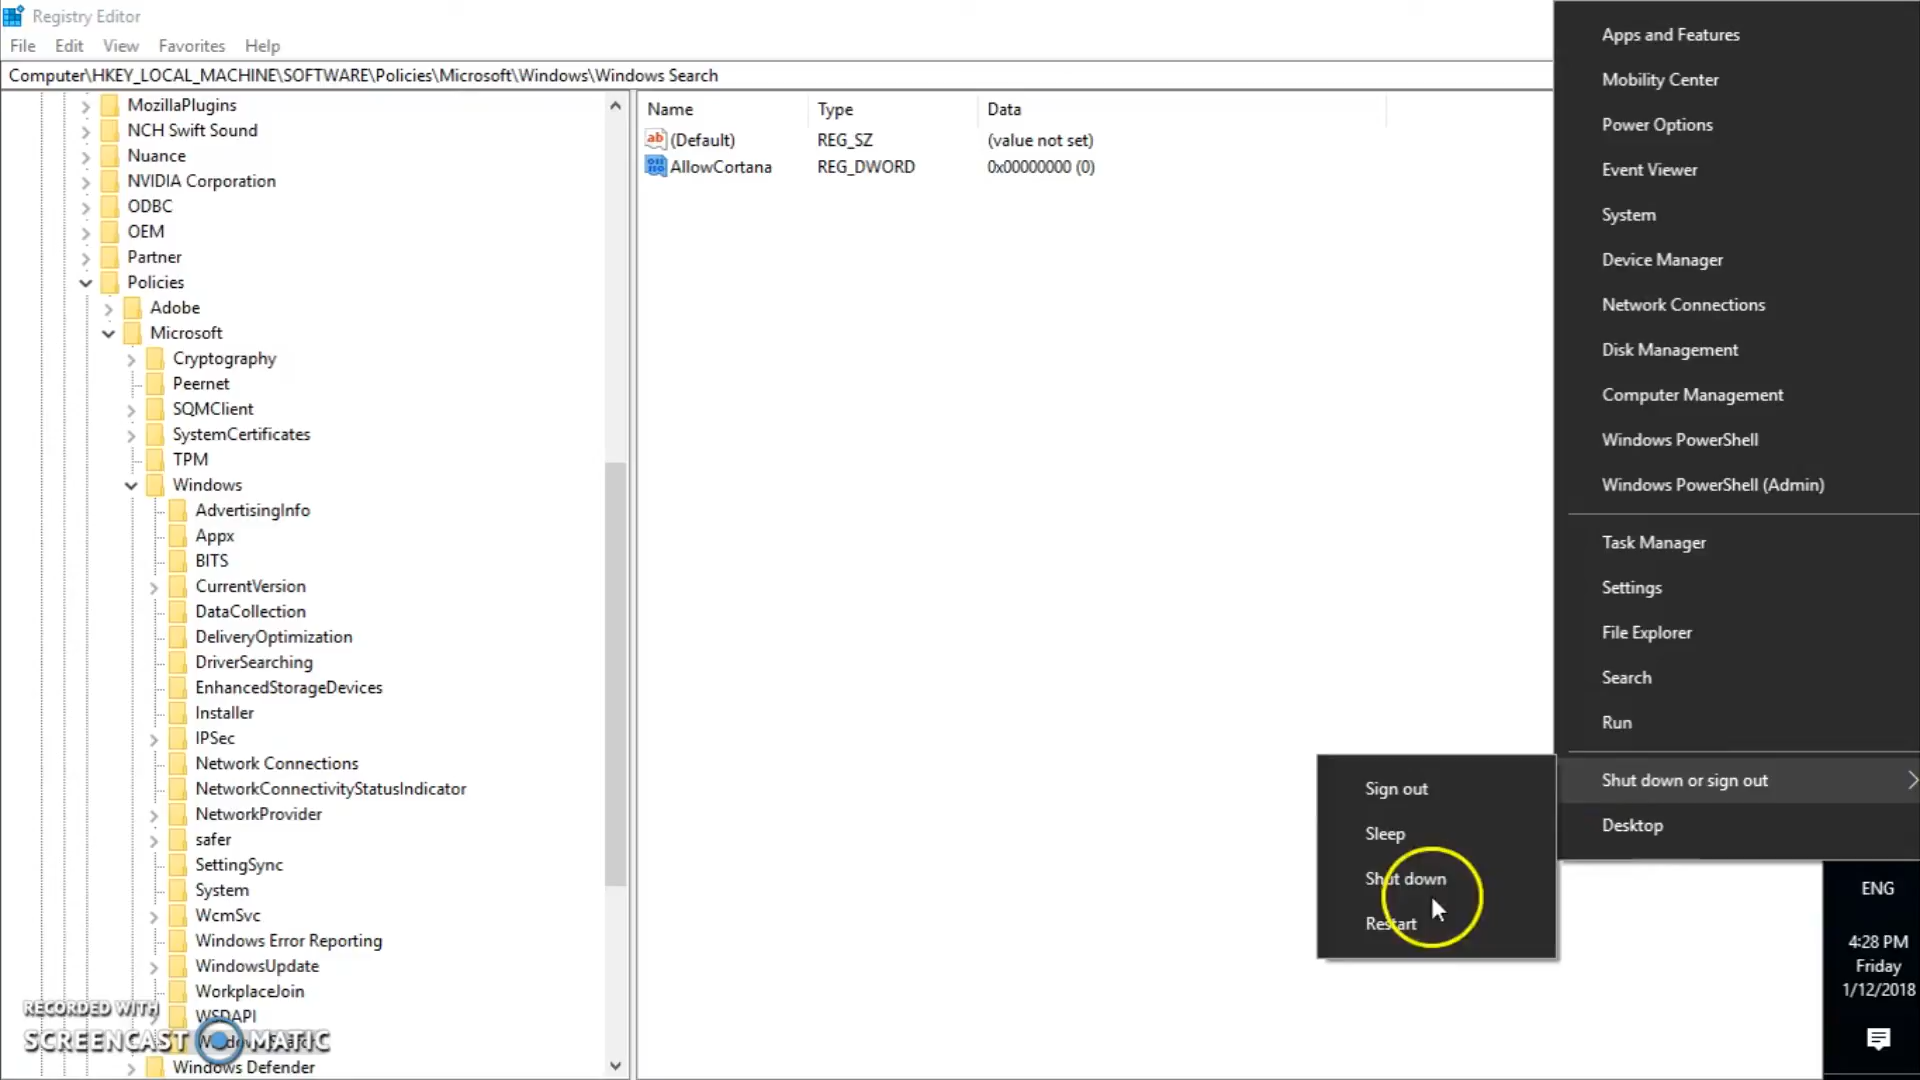 Registry Editor
File Edit View Favorites Help
Computer\HKEY_LOCAL_MACHINE\SOFTWARE\Policies\Microsoft\Windows\Windows Search
MozillaPlugins
NCH Swift Sound
Nuance
NVIDIA Corporation
ODBC
OEM
Partner
Policies
Adobe
Microsoft
Cryptography
Peernet
SQMClient
SystemCertificates
TPM
Windows
AdvertisingInfo
Appx
BITS
CurrentVersion
DataCollection
DeliveryOptimization
DriverSearching
EnhancedStorageDevices
Installer
IPSec
Network Connections
NetworkConnectivityStatusIndicator
NetworkProvider
safer
SettingSync
System
WcmSvc
Windows Error Reporting
WindowsUpdate
WorkplaceJoin
WSDAPI
Windows Defender
RECORDED WITH
SCREENCAST MATIC
Name Type Data
(Default) REG_SZ (value not set)
AllowCortana REG_DWORD 0x00000000 (0)
Apps and Features
Mobility Center
Power Options
Event Viewer
System
Device Manager
Network Connections
Disk Management
Computer Management
Windows PowerShell
Windows PowerShell (Admin)
Task Manager
Settings
File Explorer
Search
Run
Shut down or sign out
Desktop
Sign out
Sleep
Shut down
Restart
ENG
4:28 PM
Friday
1/12/2018